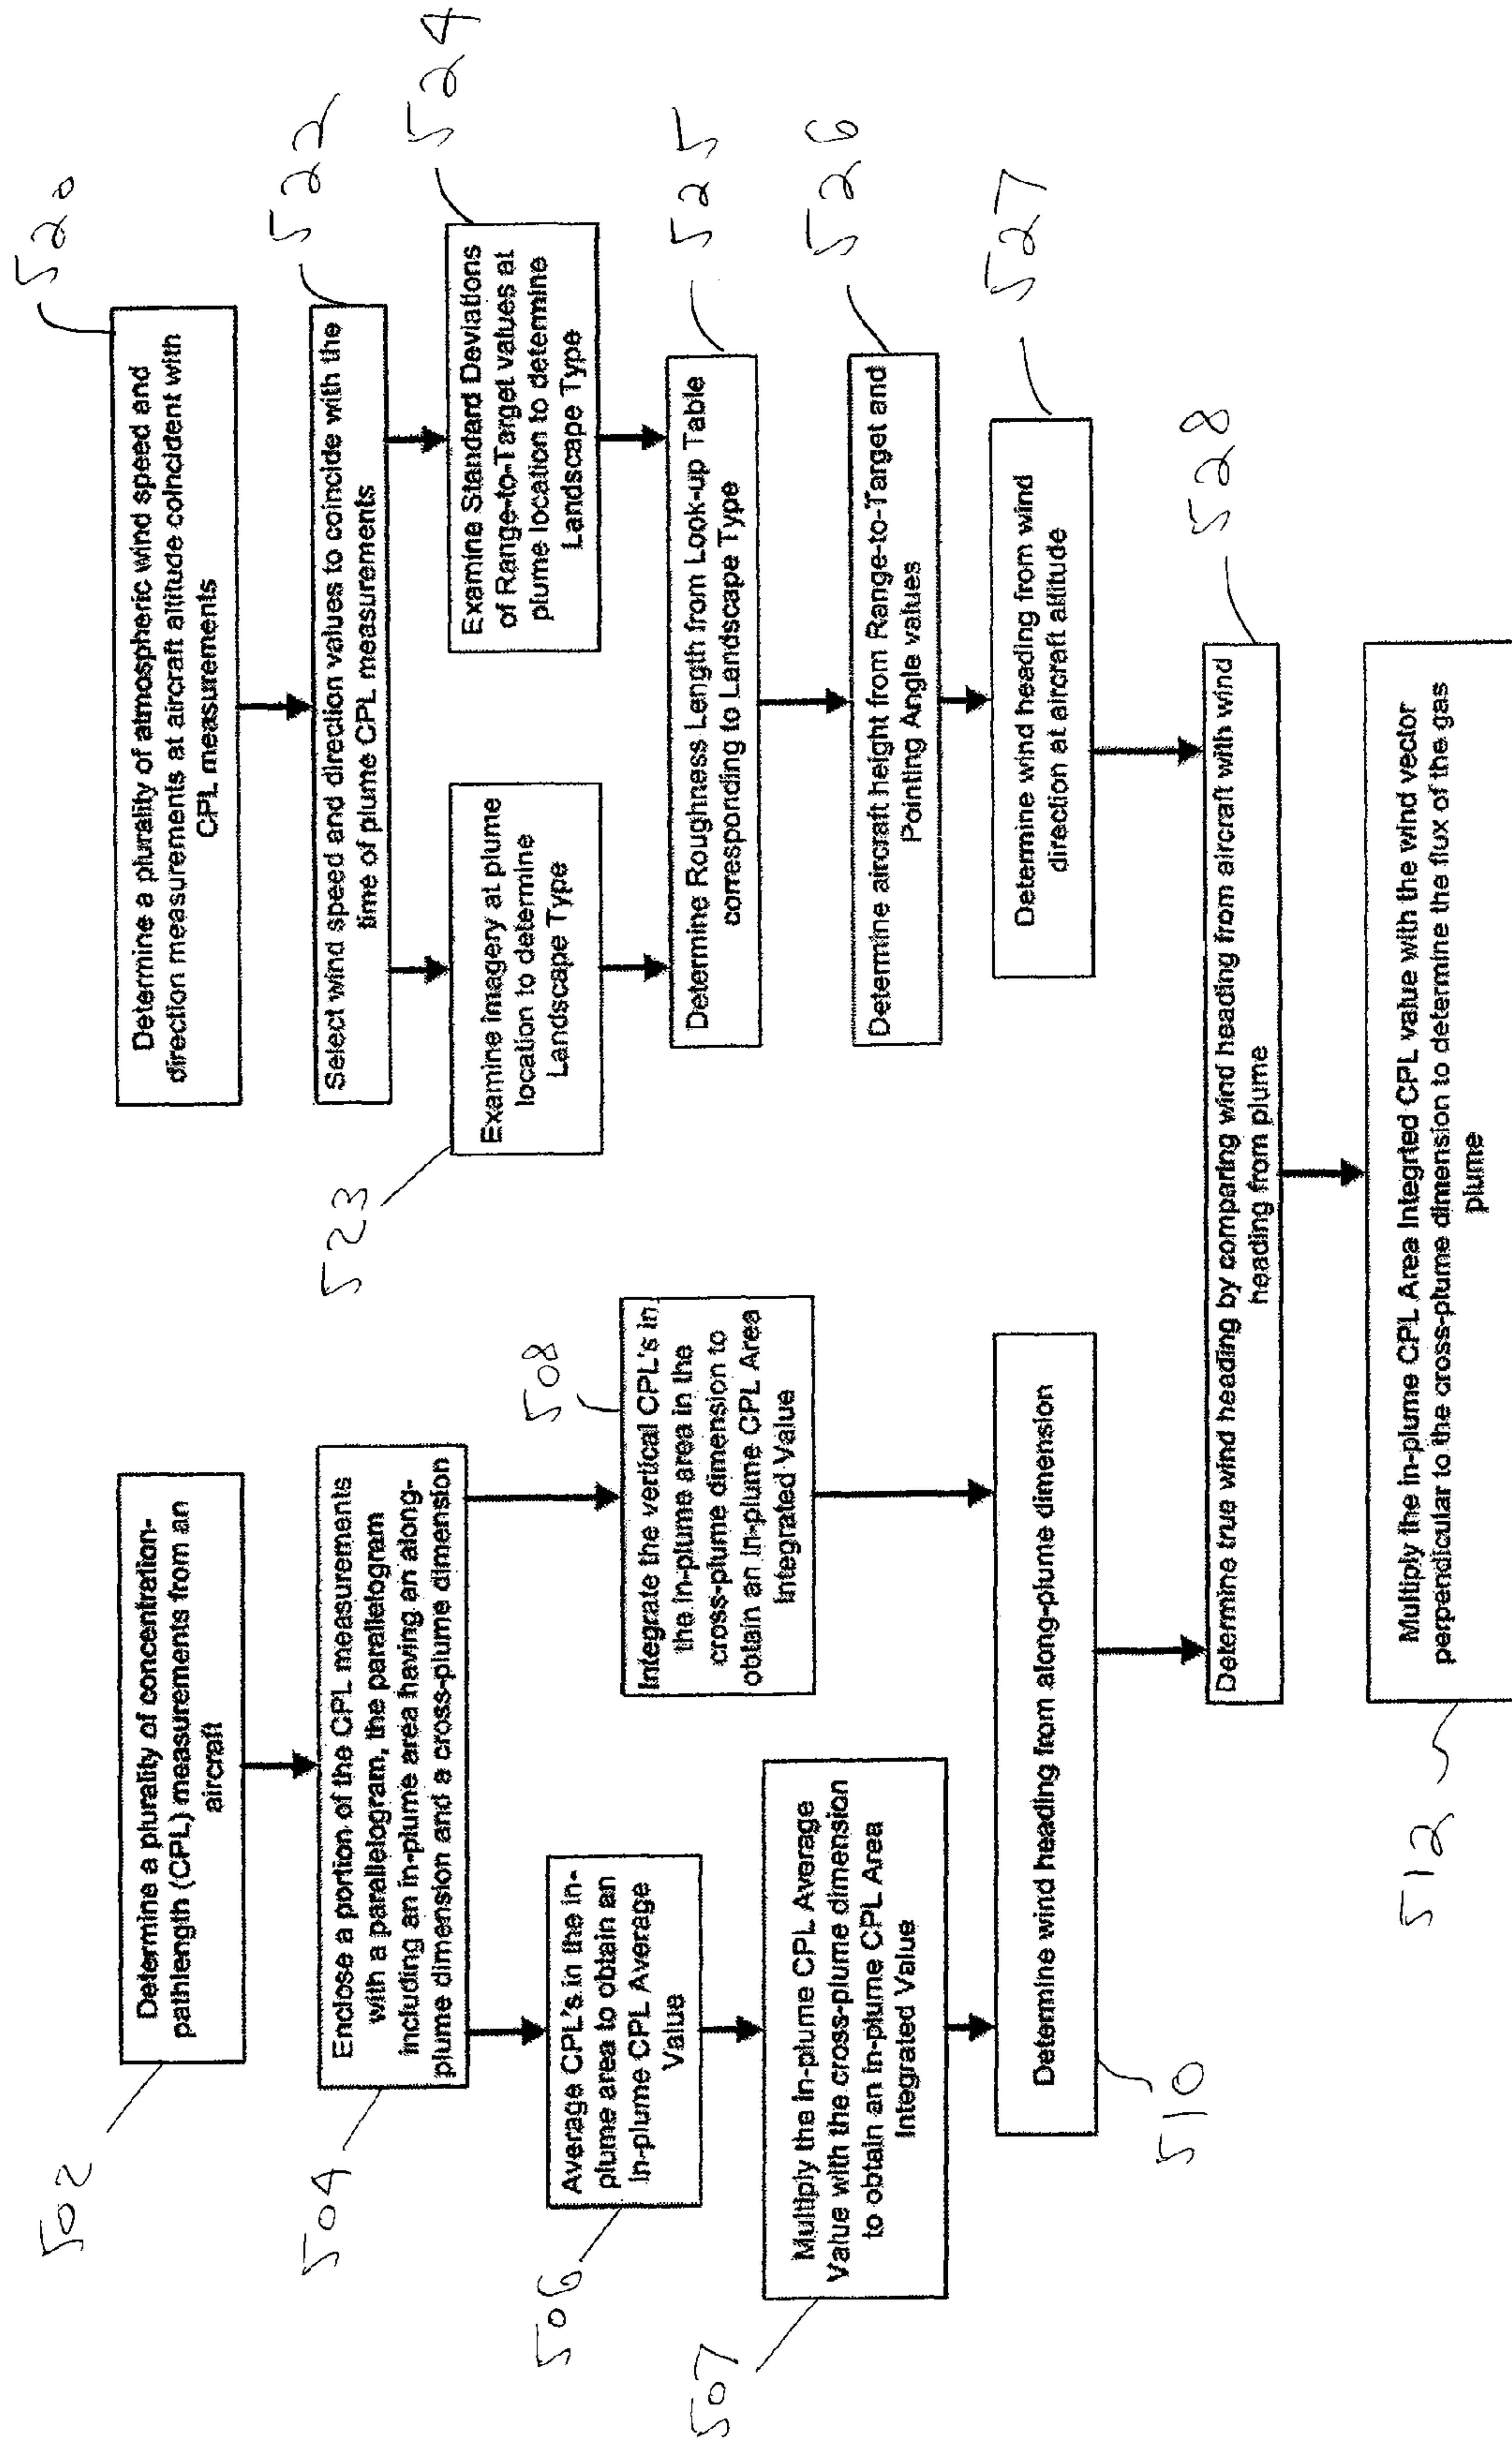 502
Determine a plurality of concentration-
pathlength (CPL) measurements from an
aircraft
504
Enclose a portion of the CPL measurements
with a parallelogram, the parallelogram
including an in-plume area having an along-
plume dimension and a cross-plume dimension
506
Average CPL's in the in-
plume area to obtain an
in-plume CPL Average
Value
507
Multiply the in-plume CPL Average
Value with the cross-plume dimension
to obtain an in-plume CPL Area
Integrated Value
508
Integrate the vertical CPL's in
the in-plume area in the
cross-plume dimension to
obtain an in-plume CPL Area
Integrated Value
510
Determine wind heading from along-plume dimension
520
Determine a plurality of atmospheric wind speed and
direction measurements at aircraft altitude coincident with
CPL measurements
522
Select wind speed and direction values to coincide with the
time of plume CPL measurements
523
Examine imagery at plume
location to determine
Landscape Type
524
Examine Standard Deviations
of Range-to-Target values at
plume location to determine
Landscape Type
525
Determine Roughness Length from Look-up Table
corresponding to Landscape Type
526
Determine aircraft height from Range-to-Target and
Pointing Angle values
527
Determine wind heading from wind
direction at aircraft altitude
528
Determine true wind heading by comparing wind heading from aircraft with wind
heading from plume
512
Multiply the in-plume CPL Area Integrted CPL value with the wind vector
perpendicular to the cross-plume dimension to determine the flux of the gas
plume